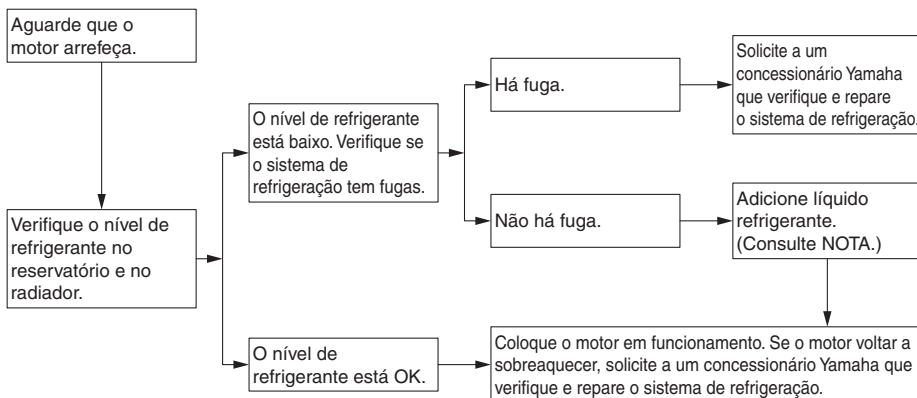 Aguarde que o
motor arrefeça.
Verifique o nível de
refrigerante no
reservatório e no
radiador.
O nível de refrigerante
está baixo. Verifique se
o sistema de
refrigeração tem fugas.
Há fuga.
Solicite a um
concessionário Yamaha
que verifique e repare
o sistema de refrigeração.
Não há fuga.
Adicione líquido
refrigerante.
(Consulte NOTA.)
O nível de
refrigerante está OK.
Coloque o motor em funcionamento. Se o motor voltar a
sobreaquecer, solicite a um concessionário Yamaha que
verifique e repare o sistema de refrigeração.